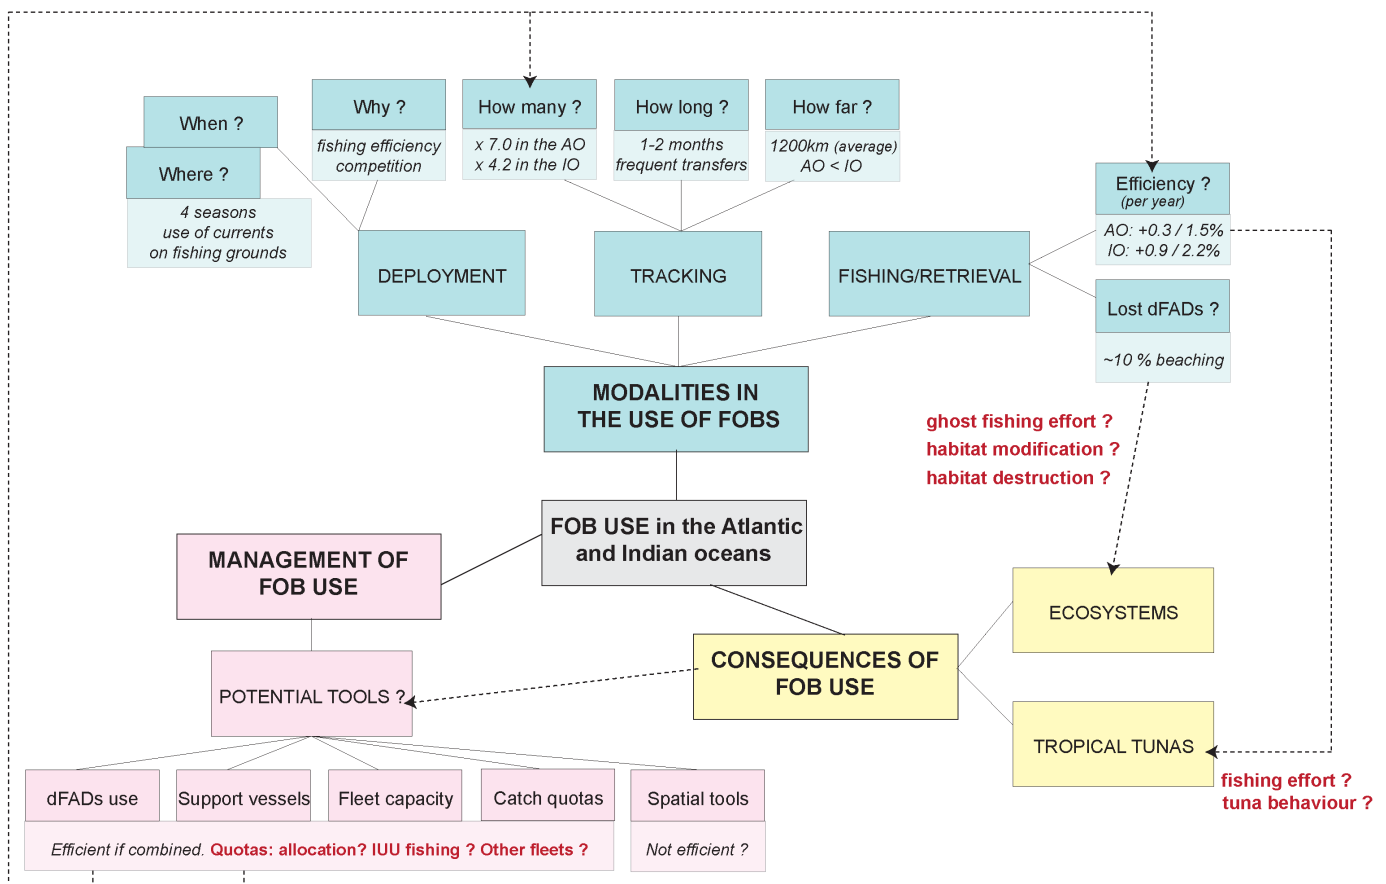 When ?
Where ?
4 seasons
use of currents
on fishing grounds
Why ?
fishing efficiency
competition
How many ?
x 7.0 in the AO
x 4.2 in the IO
How long ?
1-2 months
frequent transfers
How far ?
1200km (average)
AO < IO
Efficiency ?
(per year)
AO: +0.3 / 1.5%
IO: +0.9 / 2.2%
DEPLOYMENT
TRACKING
FISHING/RETRIEVAL
Lost dFADs ?
~10 % beaching
MODALITIES IN
THE USE OF FOBS
ghost fishing effort ?
habitat modification ?
habitat destruction ?
FOB USE in the Atlantic
and Indian oceans
MANAGEMENT OF
FOB USE
ECOSYSTEMS
CONSEQUENCES OF
FOB USE
POTENTIAL TOOLS ?
TROPICAL TUNAS
fishing effort ?
tuna behaviour ?
dFADs use
Support vessels
Fleet capacity
Catch quotas
Spatial tools
Efficient if combined. Quotas: allocation? IUU fishing ? Other fleets ?
Not efficient ?